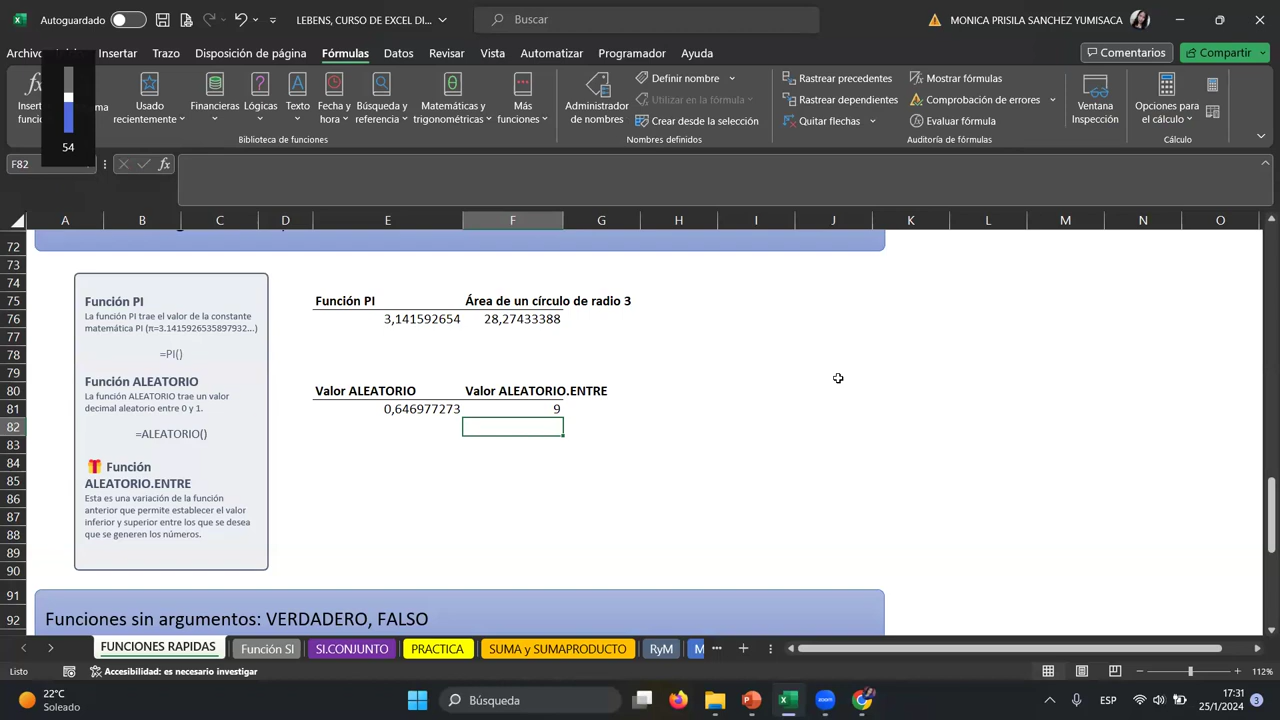 Autoguardado LEBENS, CURSO DE EXCEL DI... Buscar MONICA PRISILA SANCHEZ YUMISACA
Archivo Insertar Trazo Disposición de página Fórmulas Datos Revisar Vista Automatizar Programador Ayuda Comentarios Compartir
Usado recientemente
Financieras
Lógicas
Texto
Fecha y hora
Búsqueda y referencia
Matemáticas y trigonométricas
Más funciones
Biblioteca de funciones
Administrador de nombres
Definir nombre
Utilizar en la fórmula
Crear desde la selección
Nombres definidos
Rastrear precedentes
Rastrear dependientes
Quitar flechas
Mostrar fórmulas
Comprobación de errores
Evaluar fórmula
Auditoría de fórmulas
Ventana Inspección
Opciones para el cálculo
Cálculo
54
F82 fx
A B C D E F G H I J K L M N O
72
73
74
75
76
77
78
79
80
81
82
83
84
85
86
87
88
89
90
91
92
Función PI
La función PI trae el valor de la constante
matemática PI (π=3.1415926535897932...)
=PI()
Función ALEATORIO
La función ALEATORIO trae un valor
decimal aleatorio entre 0 y 1.
=ALEATORIO()
Función
ALEATORIO.ENTRE
Esta es una variación de la función
anterior que permite establecer el valor
inferior y superior entre los que se desea
que se generen los números.
Función PI Área de un círculo de radio 3
3,141592654 28,27433388
Valor ALEATORIO Valor ALEATORIO.ENTRE
0,646977273 9
Funciones sin argumentos: VERDADERO, FALSO
FUNCIONES RAPIDAS Función SI SI.CONJUNTO PRACTICA SUMA y SUMAPRODUCTO RyM M ...
Listo Accesibilidad: es necesario investigar 112%
22°C
Soleado
Búsqueda
ESP
17:31
25/1/2024